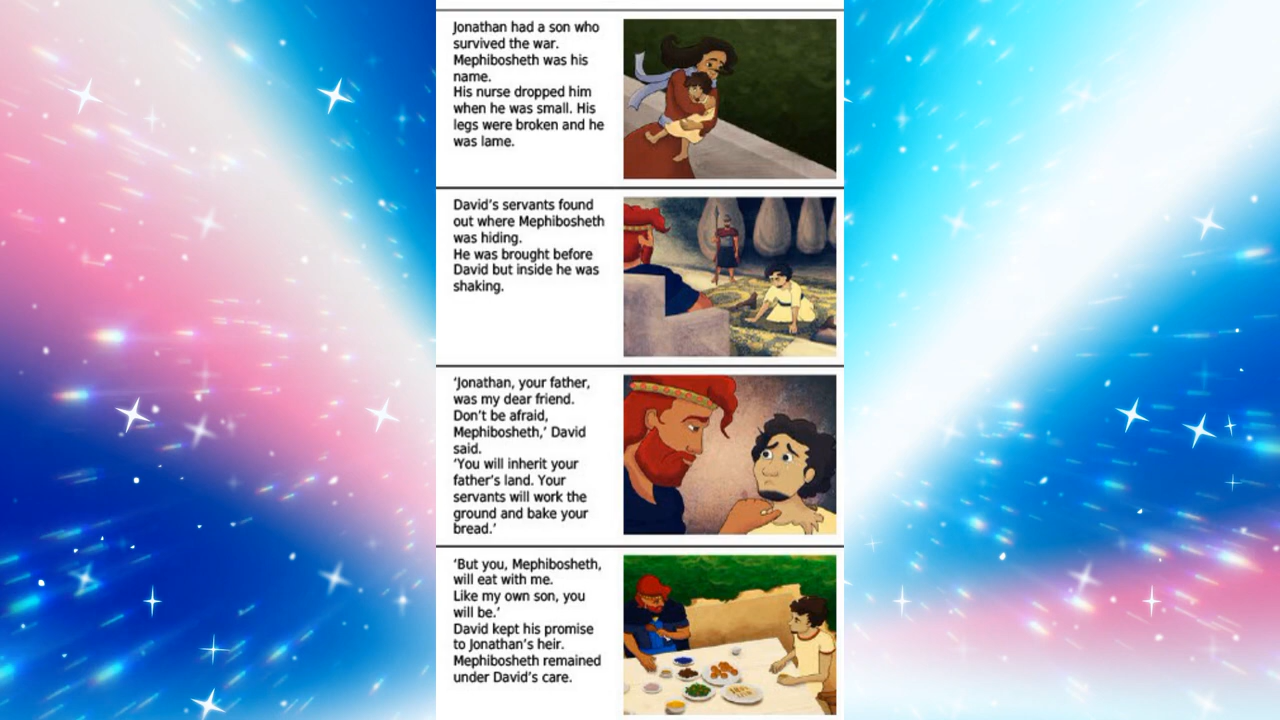 Jonathan had a son who
survived the war.
Mephibosheth was his
name.
His nurse dropped him
when he was small. His
legs were broken and he
was lame.
David’s servants found
out where Mephibosheth
was hiding.
He was brought before
David but inside he was
shaking.
‘Jonathan, your father,
was my dear friend.
Don’t be afraid,
Mephibosheth,’ David
said.
‘You will inherit your
father’s land. Your
servants will work the
ground and bake your
bread.’
‘But you, Mephibosheth,
will eat with me.
Like my own son, you
will be.’
David kept his promise
to Jonathan’s heir.
Mephibosheth remained
under David’s care.